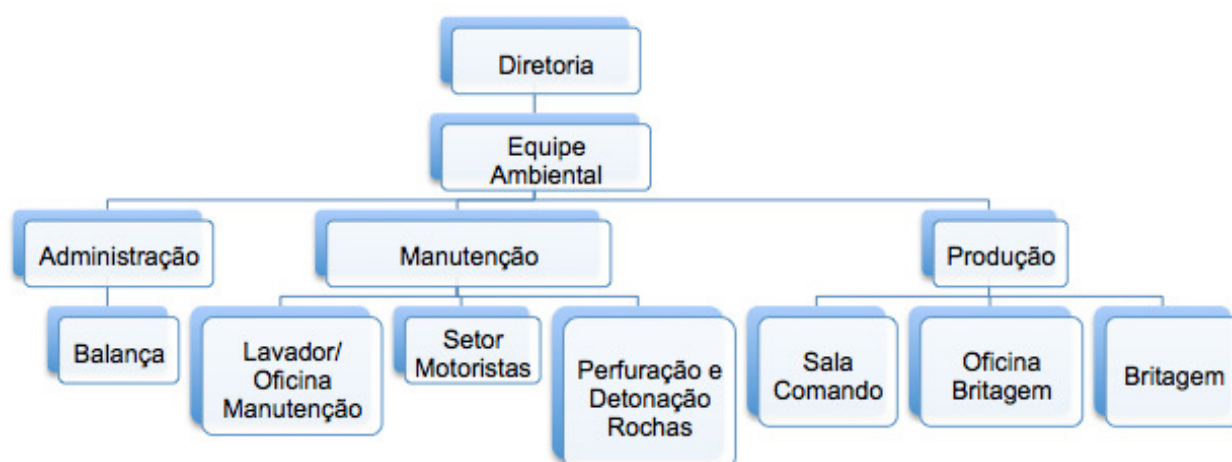 Diretoria
Equipe
Ambiental
Administração
Manutenção
Produção
Balança
Lavador/
Oficina
Manutenção
Setor
Motoristas
Perfuração e
Detonação
Rochas
Sala
Comando
Oficina
Britagem
Britagem